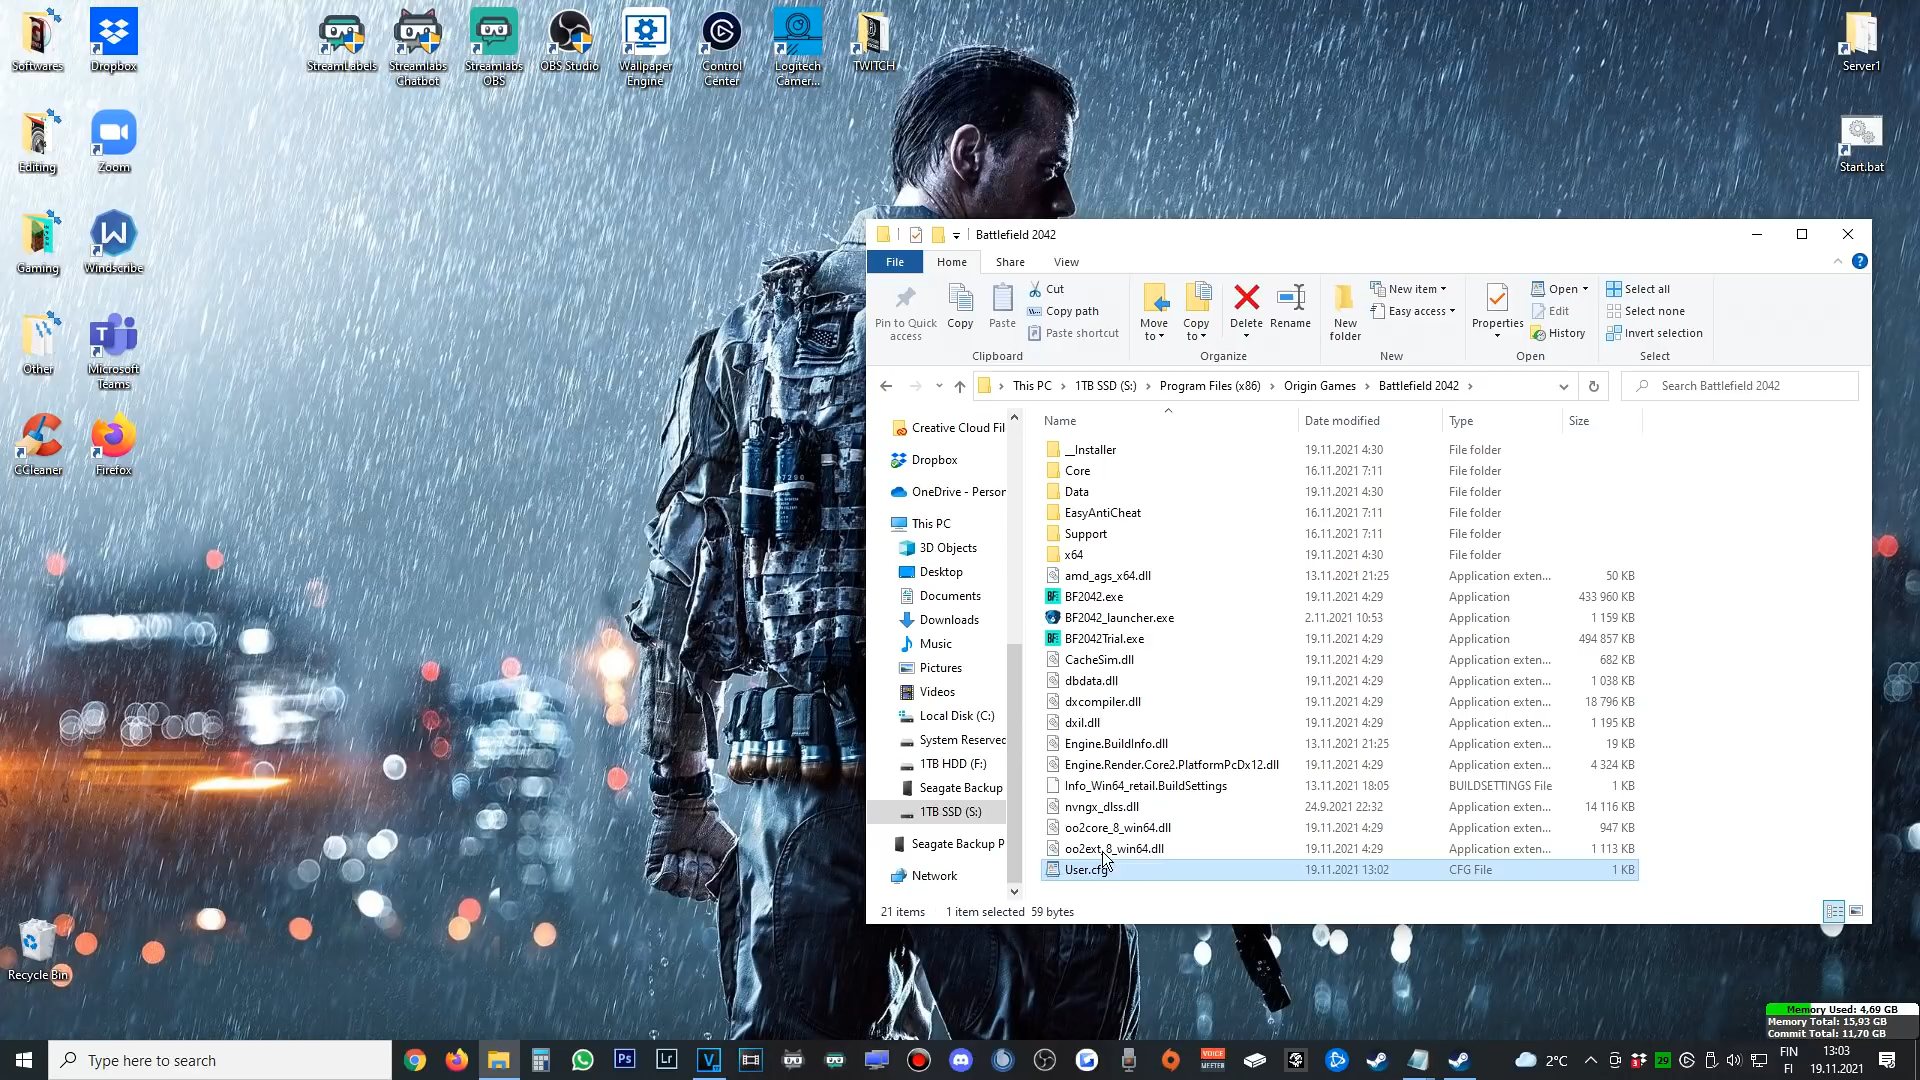 Softwares
Dropbox
StreamLabels
Streamlabs
Chatbot
Streamlabs
OBS
OBS Studio
Wallpaper
Engine
Control
Center
Logitech
Camer...
TWITCH
Server1
Editing
Zoom
Start.bat
Gaming
Windscribe
Other
Microsoft
Teams
CCleaner
Firefox
Recycle Bin
Battlefield 2042
File
Home
Share
View
Pin to Quick
access
Copy
Paste
Cut
Copy path
Paste shortcut
Clipboard
Move
to
Copy
to
Delete
Rename
Organize
New
folder
New item
Easy access
New
Properties
Open
Edit
History
Open
Select all
Select none
Invert selection
Select
This PC > 1TB SSD (S:) > Program Files (x86) > Origin Games > Battlefield 2042 >
Search Battlefield 2042
Creative Cloud Fil
Dropbox
OneDrive - Person
This PC
3D Objects
Desktop
Documents
Downloads
Music
Pictures
Videos
Local Disk (C:)
System Reserved
1TB HDD (F:)
Seagate Backup
1TB SSD (S:)
Seagate Backup P
Network
Name Date modified Type Size
__Installer 19.11.2021 4:30 File folder
Core 16.11.2021 7:11 File folder
Data 19.11.2021 4:30 File folder
EasyAntiCheat 16.11.2021 7:11 File folder
Support 16.11.2021 7:11 File folder
x64 19.11.2021 4:30 File folder
amd_ags_x64.dll 13.11.2021 21:25 Application exten... 50 KB
BF2042.exe 19.11.2021 4:29 Application 433 960 KB
BF2042_launcher.exe 2.11.2021 10:53 Application 1 159 KB
BF2042Trial.exe 19.11.2021 4:29 Application 494 857 KB
CacheSim.dll 19.11.2021 4:29 Application exten... 682 KB
dbdata.dll 19.11.2021 4:29 Application exten... 1 038 KB
dxcompiler.dll 19.11.2021 4:29 Application exten... 18 796 KB
dxil.dll 19.11.2021 4:29 Application exten... 1 195 KB
Engine.BuildInfo.dll 13.11.2021 21:25 Application exten... 19 KB
Engine.Render.Core2.PlatformPcDx12.dll 19.11.2021 4:29 Application exten... 4 324 KB
Info_Win64_retail.BuildSettings 13.11.2021 18:05 BUILDSETTINGS File 1 KB
nvngx_dlss.dll 24.9.2021 22:32 Application exten... 14 116 KB
oo2core_8_win64.dll 19.11.2021 4:29 Application exten... 947 KB
oo2ext_8_win64.dll 19.11.2021 4:29 Application exten... 1 113 KB
User.cfg 19.11.2021 13:02 CFG File 1 KB
21 items 1 item selected 59 bytes
Memory Used: 4,69 GB
Memory Total: 15,93 GB
Commit Total: 11,70 GB
Type here to search
Ps
Lr
V
VOICE
MEETER
2°C
29
FIN
FI
13:03
19.11.2021